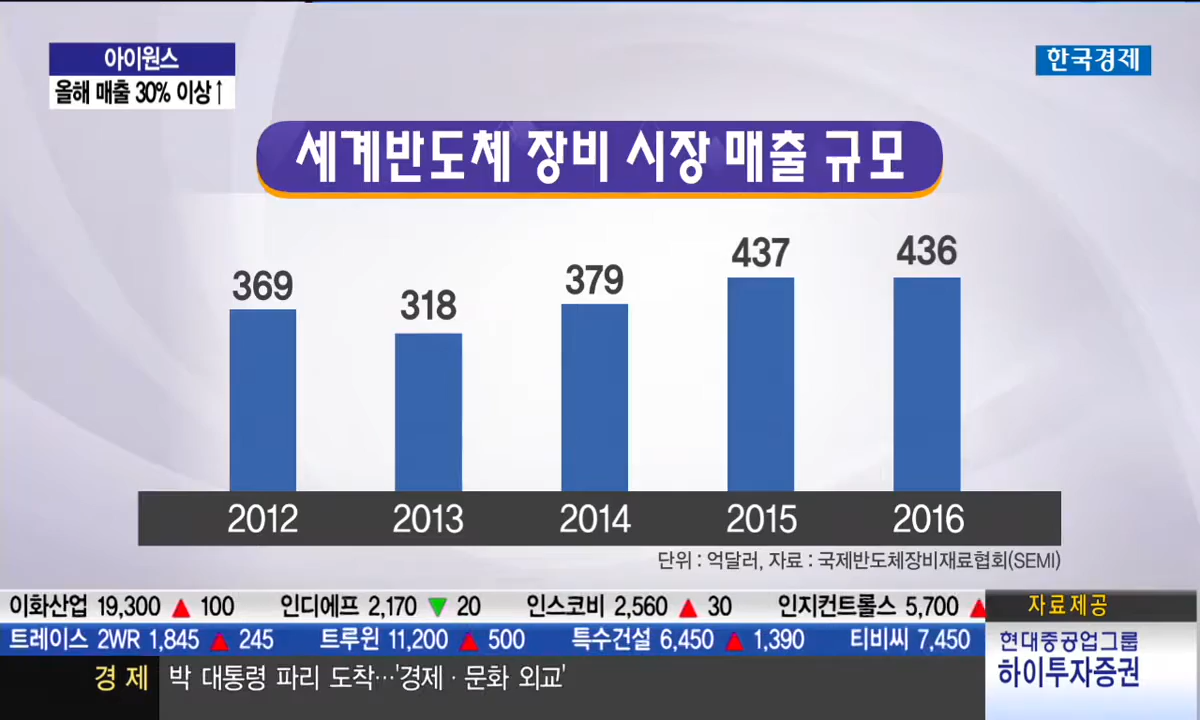 아이원스
올해 매출 30% 이상↑
한국경제
세계반도체 장비 시장 매출 규모
369 318 379 437 436
2012 2013 2014 2015 2016
단위 : 억달러, 자료 : 국제반도체장비재료협회(SEMI)
이화산업 19,300 ▲ 100 인디에프 2,170 ▼ 20 인스코비 2,560 ▲ 30 인지컨트롤스 5,700 ▲
트레이스 2WR 1,845 ▲ 245 트루윈 11,200 ▲ 500 특수건설 6,450 ▲ 1,390 티비씨 7,450
경 제 박 대통령 파리 도착…'경제·문화 외교'
자료제공
현대중공업그룹
하이투자증권